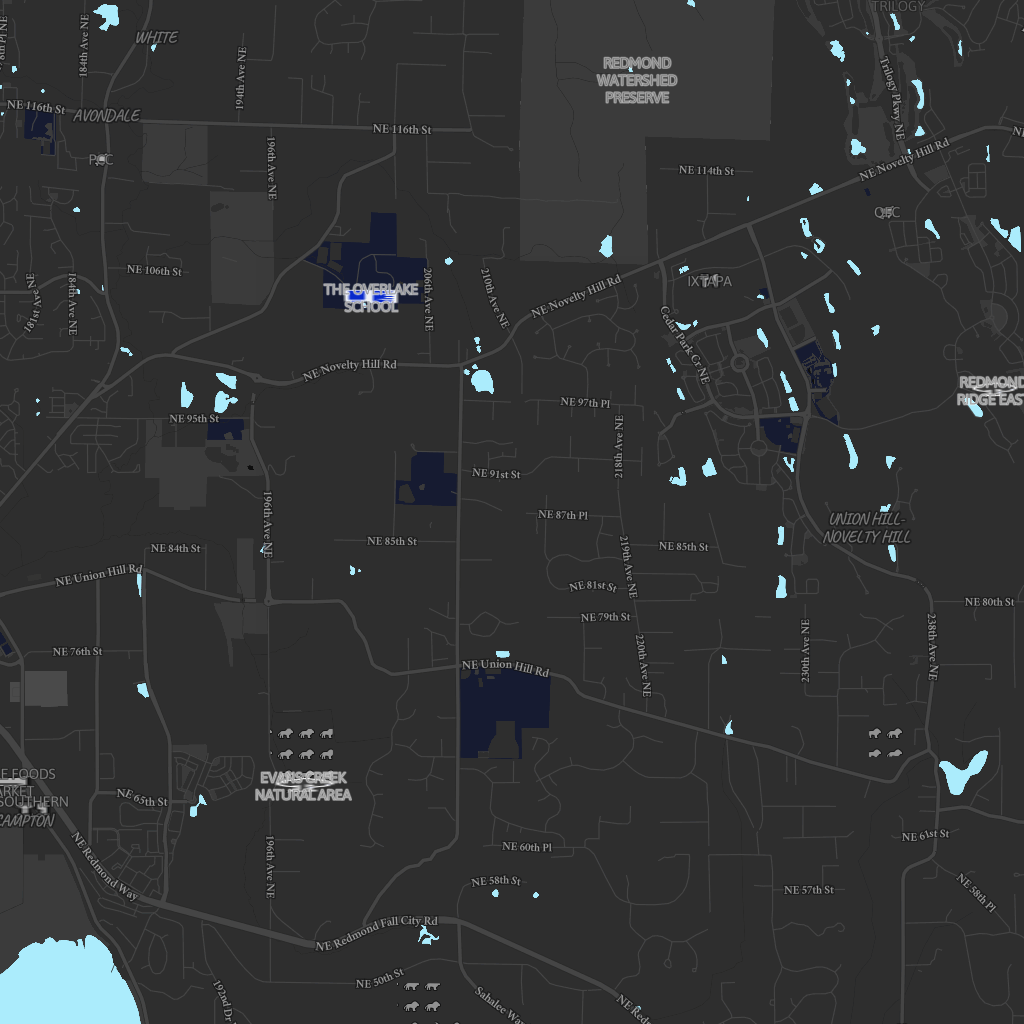 TRILOGY
WHITE
184th Ave NE
194th Ave NE
REDMOND
WATERSHED
PRESERVE
Trilogy Pkwy NE
NE 116th St
AVONDALE
NE 116th St
196th Ave NE
NE Novelty Hill Rd
NE 114th St
184th Ave NE
181st Ave NE
NE 106th St
206th Ave NE
210th Ave NE
IXTAPA
THE OVERLAKE
SCHOOL
NE Novelty Hill Rd
Cedar Park Cr NE
NE Novelty Hill Rd
REDMOND
RIDGE EAST
NE 97th Pl
NE 95th St
218th Ave NE
NE 91st St
196th Ave NE
NE 87th Pl
UNION HILL-
NOVELTY HILL
NE 84th St
NE 85th St
NE 85th St
219th Ave NE
NE Union Hill Rd
NE 81st St
NE 80th St
NE 79th St
238th Ave NE
230th Ave NE
220th Ave NE
NE 76th St
NE Union Hill Rd
EVANS CREEK
NATURAL AREA
E FOODS
ARKET
SOUTHERN
CAMPTON
NE 65th St
NE 61st St
NE 60th Pl
196th Ave NE
NE Redmond Way
NE 58th St
NE 57th St
NE 58th Pl
NE Redmond Fall City Rd
NE 50th St
192nd Dr
Sahalee Way
NE Reds